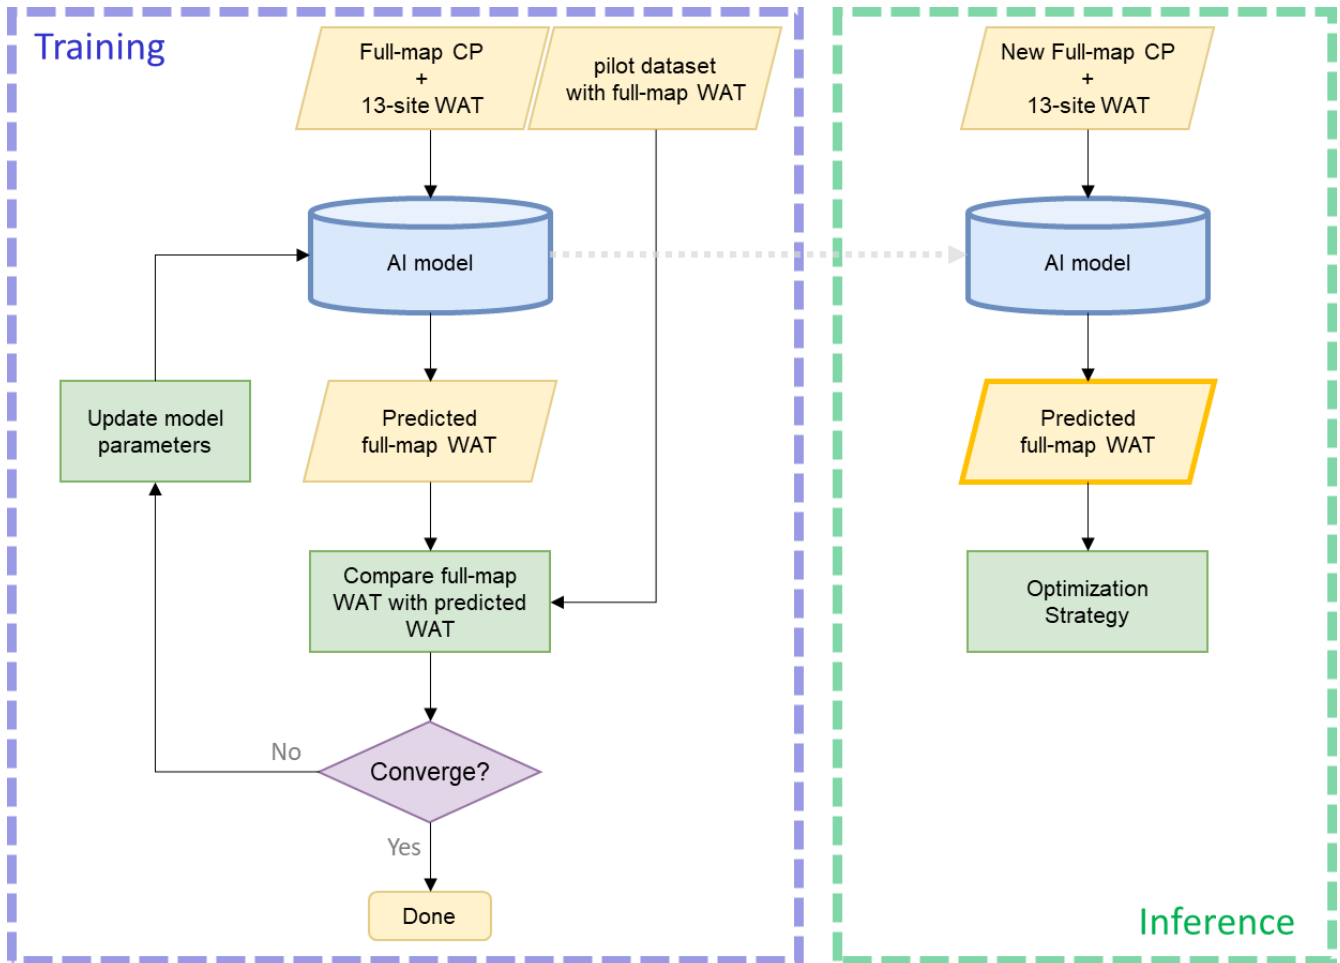 Training
Full-map CP
+
13-site WAT
pilot dataset
with full-map WAT
AI model
Update model
parameters
Predicted
full-map WAT
Compare full-map
WAT with predicted
WAT
No
Converge?
Yes
Done
New Full-map CP
+
13-site WAT
AI model
Predicted
full-map WAT
Optimization
Strategy
Inference